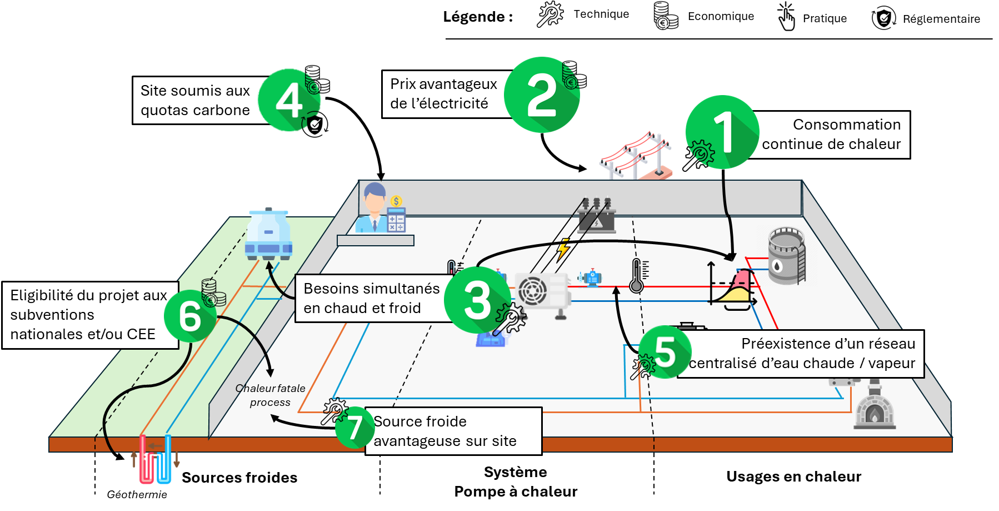 Légende :
Technique
Economique
Pratique
Réglementaire
Site soumis aux
quotas carbone
4
Prix avantageux
de l'électricité
2
1
Consommation
continue de chaleur
Eligibilité du projet aux
subventions
nationales et/ou CEE
6
Besoins simultanés
en chaud et froid
3
5
Préexistence d'un réseau
centralisé d'eau chaude / vapeur
Chaleur fatale
process
7
Source froide
avantageuse sur site
Sources froides
Géothermie
Système
Pompe à chaleur
Usages en chaleur